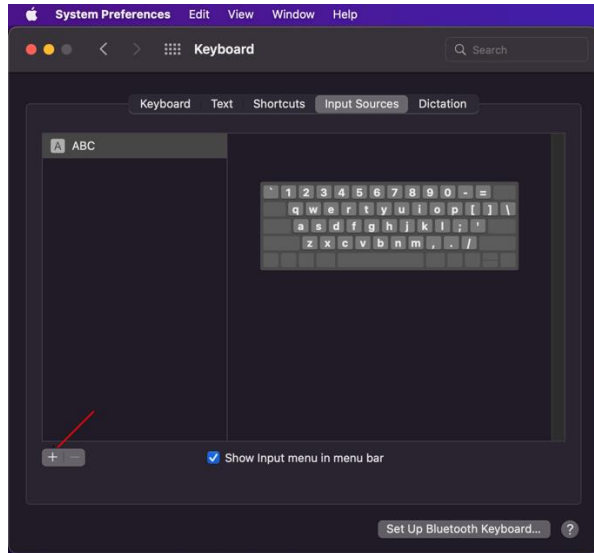 System Preferences Edit View Window Help
Keyboard
Search
Keyboard Text Shortcuts Input Sources Dictation
A ABC
` 1 2 3 4 5 6 7 8 9 0 - =
q w e r t y u i o p [ ] \
a s d f g h j k l ; '
z x c v b n m , . /
+ −
Show Input menu in menu bar
Set Up Bluetooth Keyboard... ?